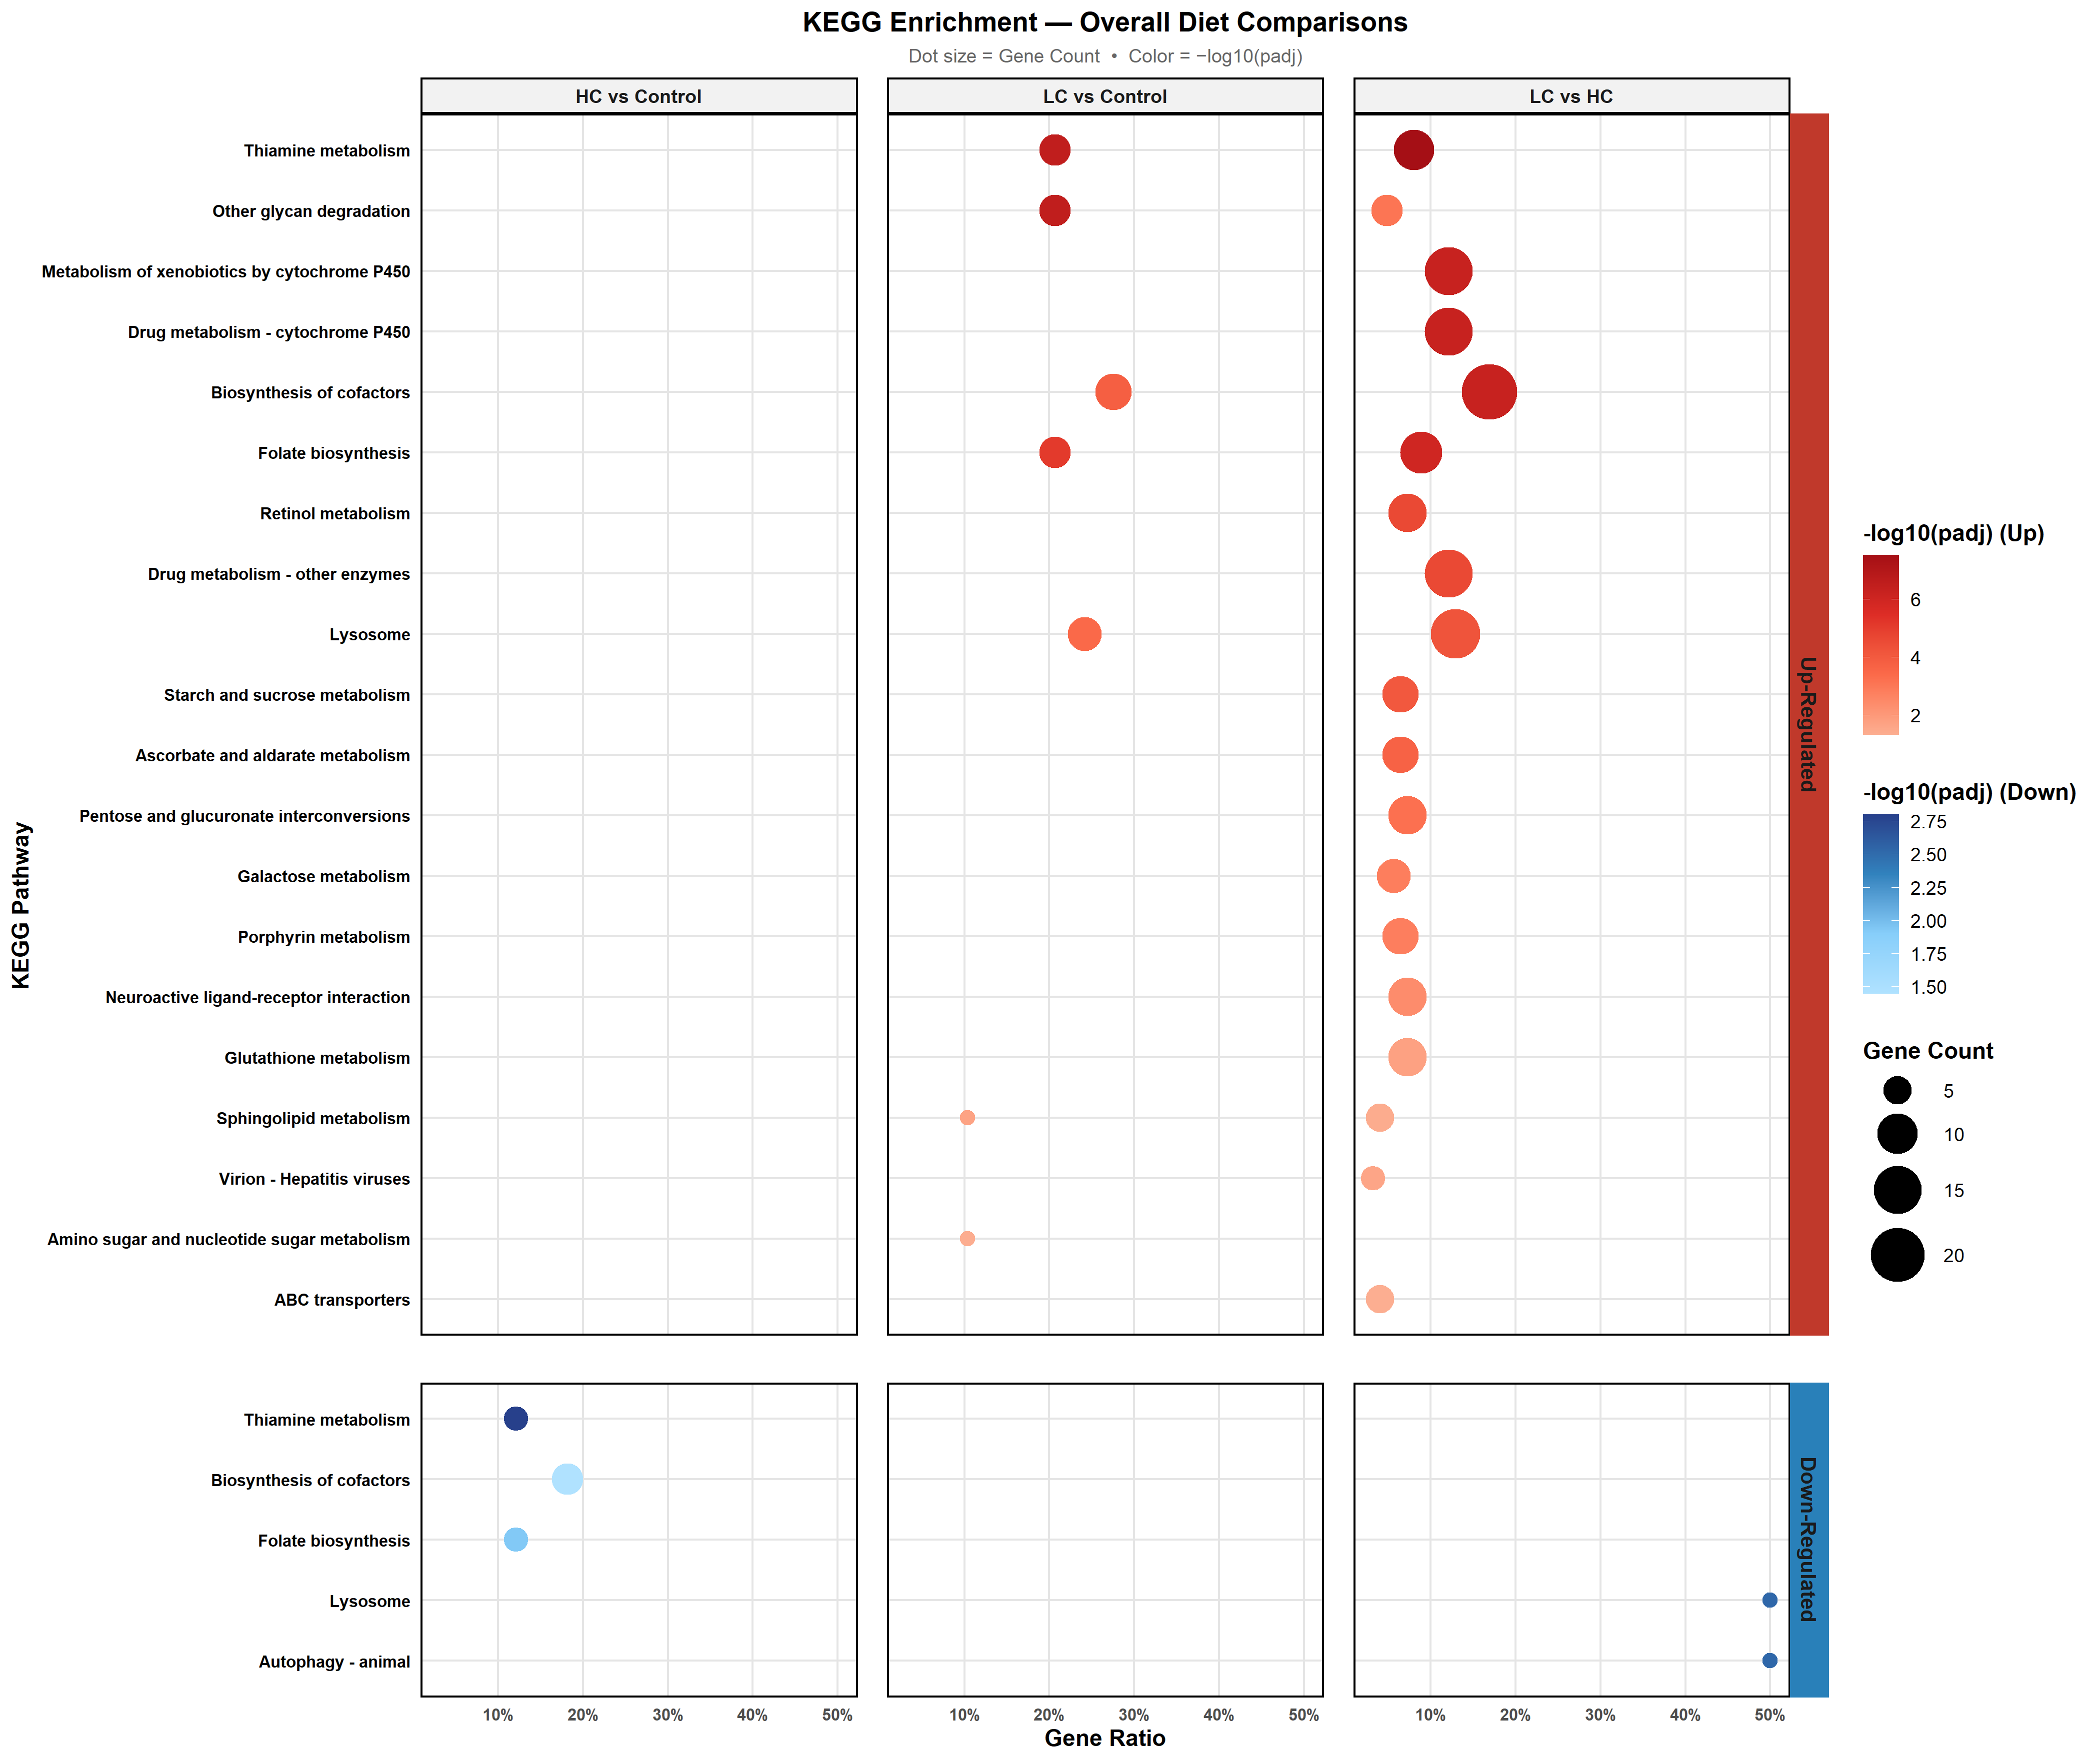 KEGG Enrichment — Overall Diet Comparisons
Dot size = Gene Count • Color = −log10(padj)
HC vs Control
LC vs Control
LC vs HC
Thiamine metabolism
Other glycan degradation
Metabolism of xenobiotics by cytochrome P450
Drug metabolism - cytochrome P450
Biosynthesis of cofactors
Folate biosynthesis
Retinol metabolism
Drug metabolism - other enzymes
Lysosome
Starch and sucrose metabolism
Ascorbate and aldarate metabolism
Pentose and glucuronate interconversions
Galactose metabolism
Porphyrin metabolism
Neuroactive ligand-receptor interaction
Glutathione metabolism
Sphingolipid metabolism
Virion - Hepatitis viruses
Amino sugar and nucleotide sugar metabolism
ABC transporters
Up-Regulated
Thiamine metabolism
Biosynthesis of cofactors
Folate biosynthesis
Lysosome
Autophagy - animal
Down-Regulated
10% 20% 30% 40% 50%
10% 20% 30% 40% 50%
10% 20% 30% 40% 50%
Gene Ratio
KEGG Pathway
-log10(padj) (Up)
6
4
2
-log10(padj) (Down)
2.75
2.50
2.25
2.00
1.75
1.50
Gene Count
5
10
15
20